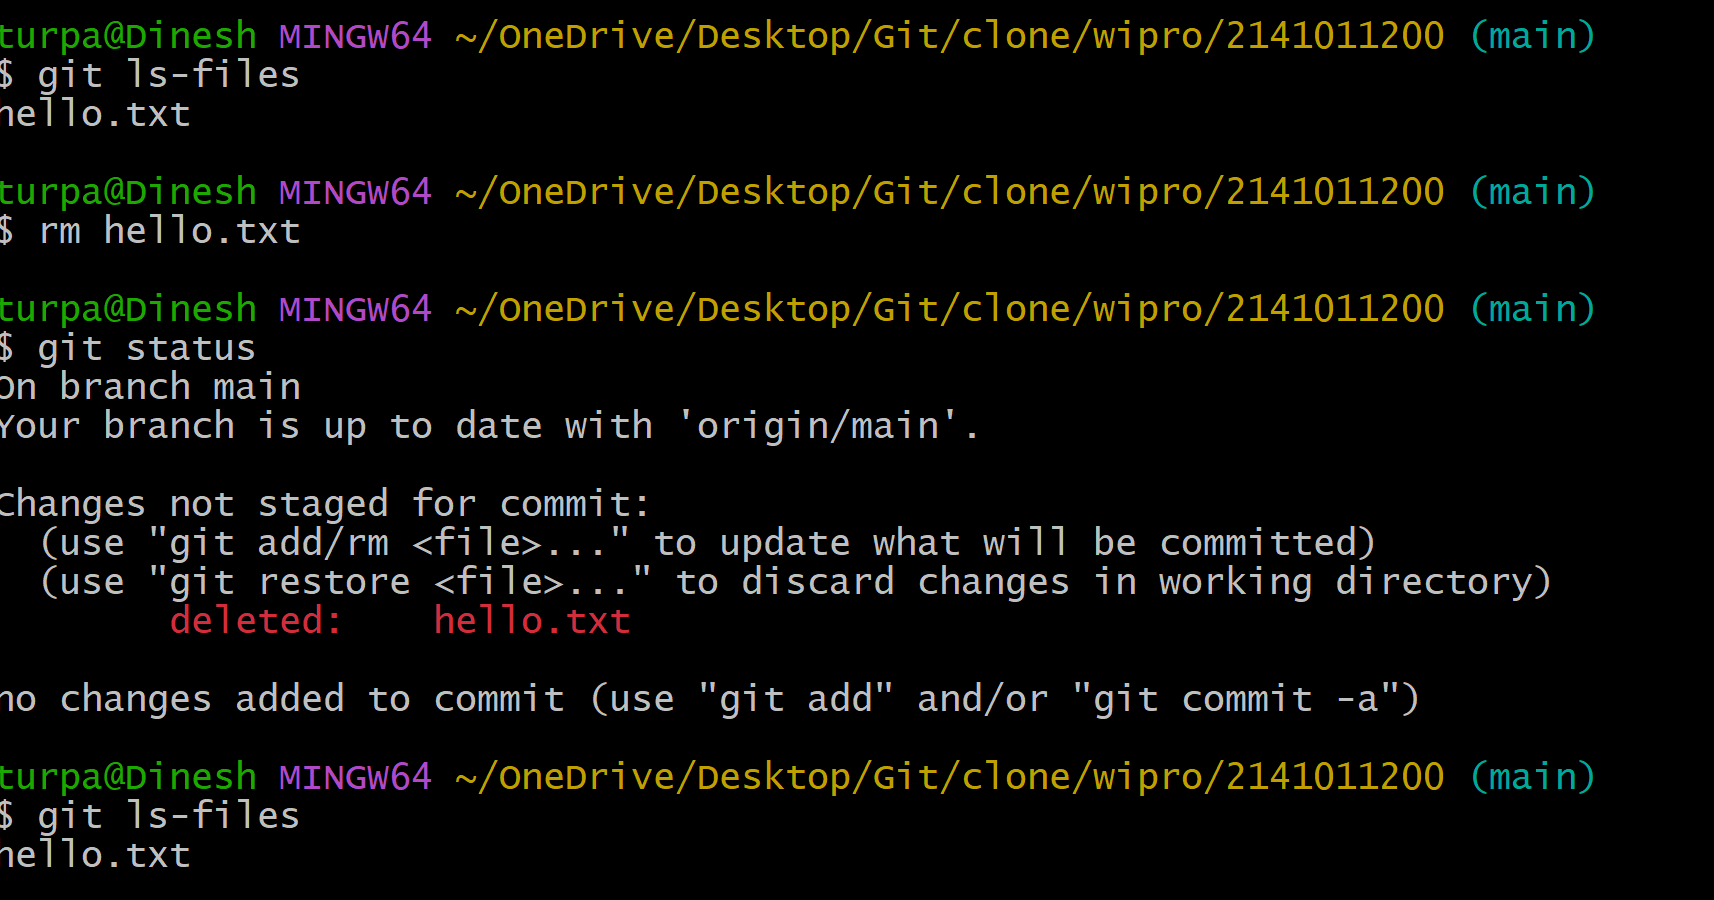 turpa@Dinesh MINGW64 ~/OneDrive/Desktop/Git/clone/wipro/2141011200 (main)
$ git ls-files
hello.txt
turpa@Dinesh MINGW64 ~/OneDrive/Desktop/Git/clone/wipro/2141011200 (main)
$ rm hello.txt
turpa@Dinesh MINGW64 ~/OneDrive/Desktop/Git/clone/wipro/2141011200 (main)
$ git status
On branch main
Your branch is up to date with 'origin/main'.
Changes not staged for commit:
  (use "git add/rm <file>..." to update what will be committed)
  (use "git restore <file>..." to discard changes in working directory)
        deleted:    hello.txt
no changes added to commit (use "git add" and/or "git commit -a")
turpa@Dinesh MINGW64 ~/OneDrive/Desktop/Git/clone/wipro/2141011200 (main)
$ git ls-files
hello.txt